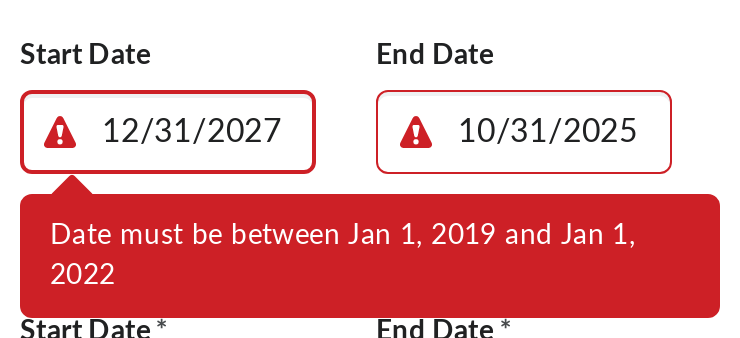 Start Date
End Date
12/31/2027
10/31/2025
Date must be between Jan 1, 2019 and Jan 1,
2022
Start Date *
End Date *